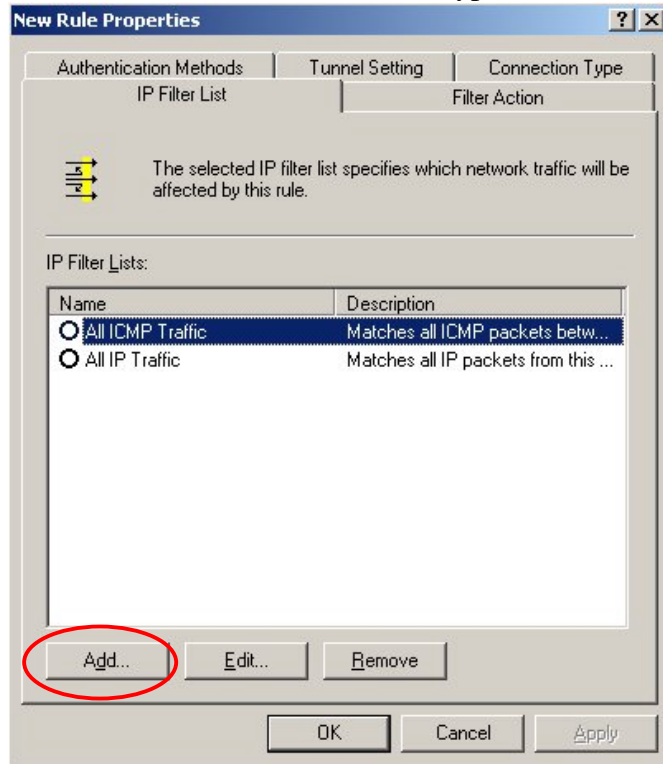 New Rule Properties
Authentication Methods Tunnel Setting Connection Type
IP Filter List Filter Action
The selected IP filter list specifies which network traffic will be
affected by this rule.
IP Filter Lists:
Name Description
All ICMP Traffic Matches all ICMP packets betw...
All IP Traffic Matches all IP packets from this ...
Add... Edit... Remove
OK Cancel Apply